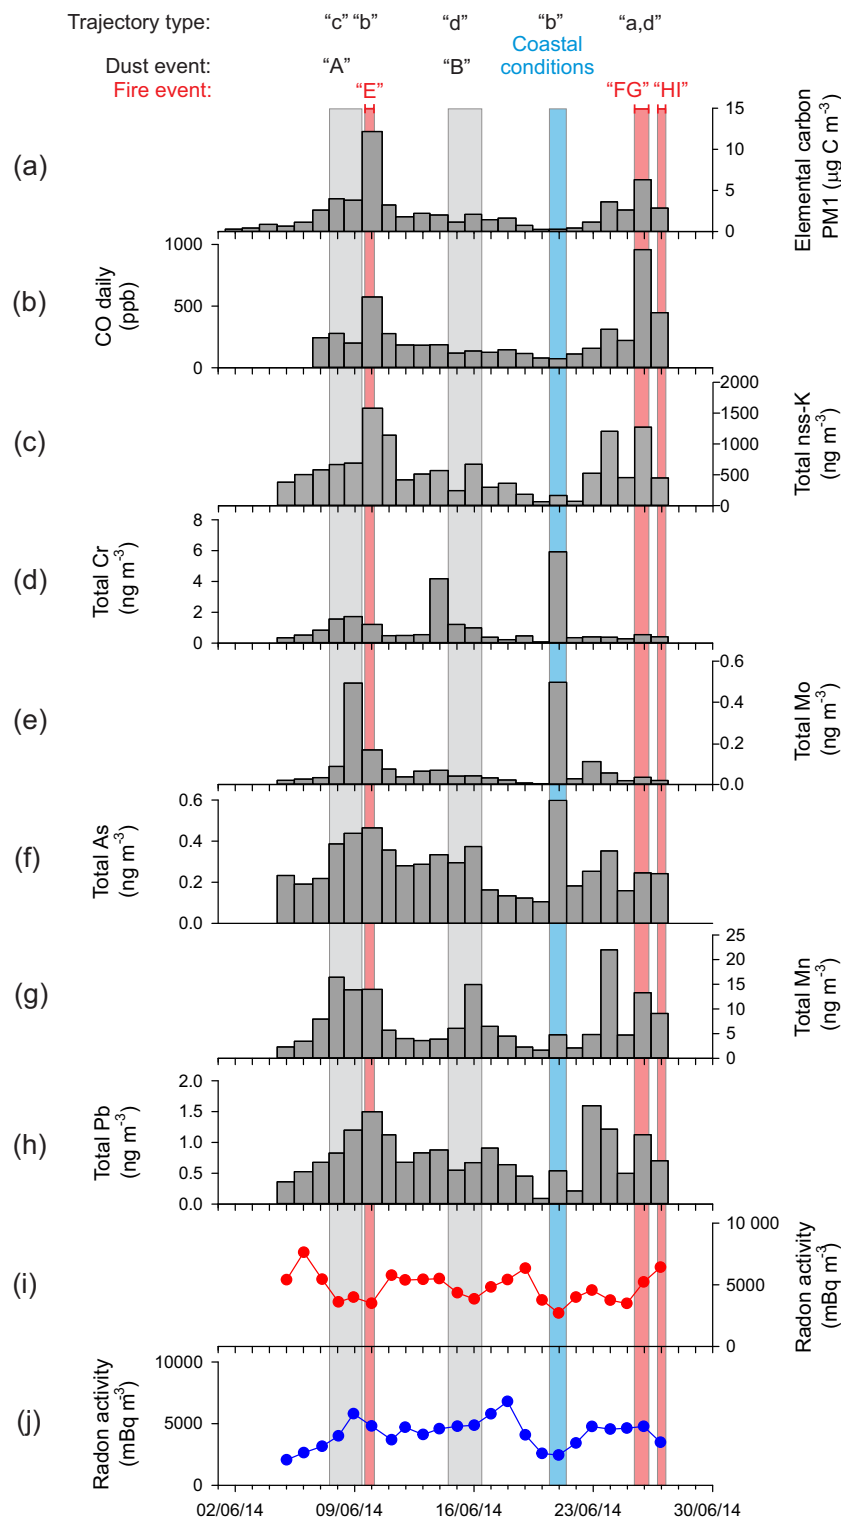 Trajectory type: “c” “b” “d” “b” “a,d”
Coastal
conditions
Dust event: “A” “B”
Fire event: “E” “FG” “HI”
(a)
15
10
5
0
Elemental carbon
PM1 (µg C m-3)
(b)
CO daily
(ppb)
1000
500
0
(c)
2000
1500
1000
500
0
Total nss-K
(ng m-3)
(d)
Total Cr
(ng m-3)
8
6
4
2
0
(e)
0.6
0.4
0.2
0.0
Total Mo
(ng m-3)
(f)
Total As
(ng m-3)
0.6
0.4
0.2
0.0
(g)
25
20
15
10
5
0
Total Mn
(ng m-3)
(h)
Total Pb
(ng m-3)
2.0
1.5
1.0
0.5
0.0
(i)
10 000
5000
0
Radon activity
(mBq m-3)
(j)
Radon activity
(mBq m-3)
10000
5000
0
02/06/14 09/06/14 16/06/14 23/06/14 30/06/14